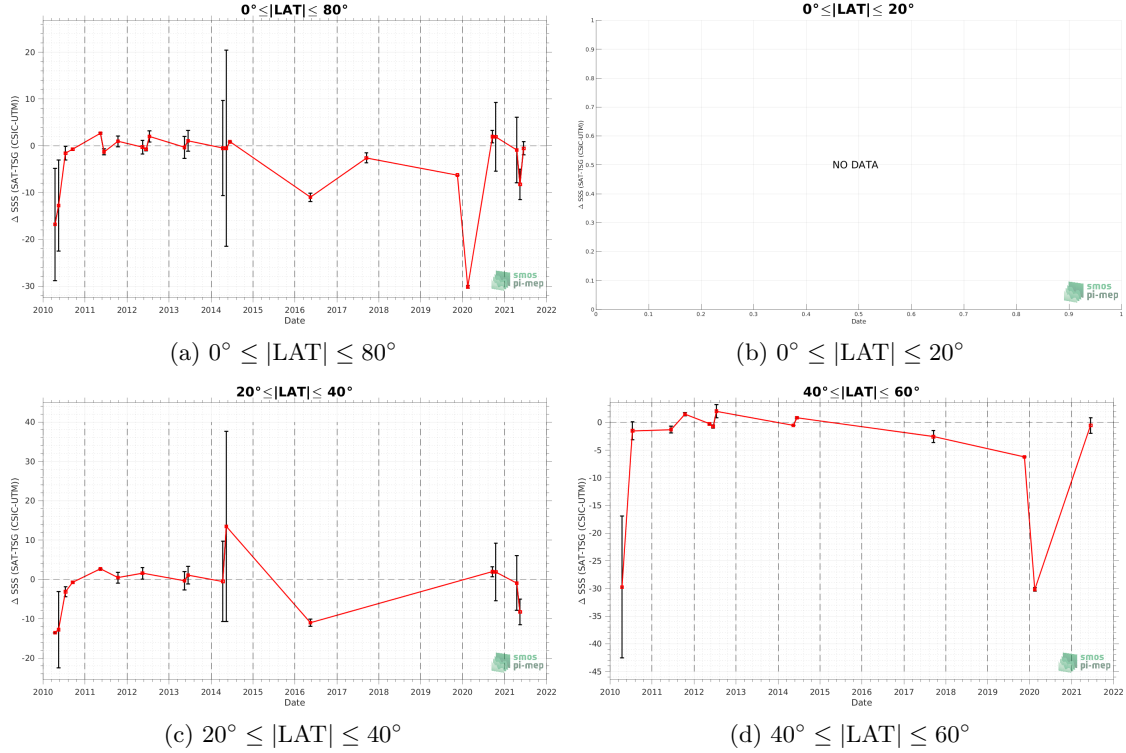 0°≤|LAT|≤ 80°
Δ SSS (SAT-TSG (CSIC-UTM))
20
10
0
-10
-20
-30
2010 2011 2012 2013 2014 2015 2016 2017 2018 2019 2020 2021 2022
Date
smos
pi-mep
(a) 0° ≤ |LAT| ≤ 80°
0°≤|LAT|≤ 20°
Δ SSS (SAT-TSG (CSIC-UTM))
1
0.9
0.8
0.7
0.6
0.5
0.4
0.3
0.2
0.1
0
NO DATA
0 0.1 0.2 0.3 0.4 0.5 0.6 0.7 0.8 0.9 1
Date
smos
pi-mep
(b) 0° ≤ |LAT| ≤ 20°
20°≤|LAT|≤ 40°
Δ SSS (SAT-TSG (CSIC-UTM))
40
30
20
10
0
-10
-20
2010 2011 2012 2013 2014 2015 2016 2017 2018 2019 2020 2021 2022
Date
smos
pi-mep
(c) 20° ≤ |LAT| ≤ 40°
40°≤|LAT|≤ 60°
Δ SSS (SAT-TSG (CSIC-UTM))
0
-5
-10
-15
-20
-25
-30
-35
-40
-45
2010 2011 2012 2013 2014 2015 2016 2017 2018 2019 2020 2021 2022
Date
smos
pi-mep
(d) 40° ≤ |LAT| ≤ 60°